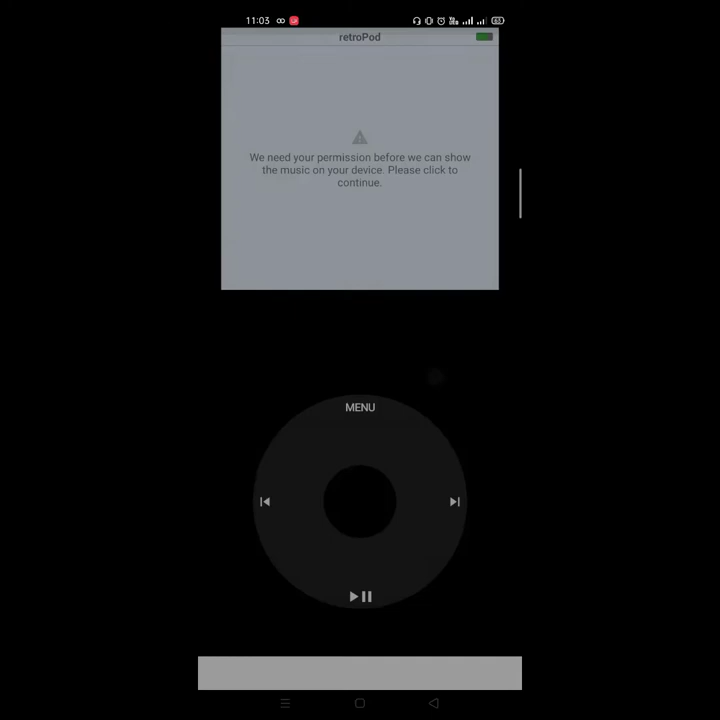 11:03
retroPod
We need your permission before we can show
the music on your device. Please click to
continue.
MENU